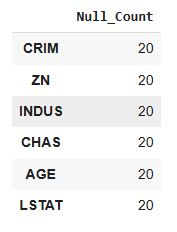 Null_Count
CRIM 20
ZN 20
INDUS 20
CHAS 20
AGE 20
LSTAT 20